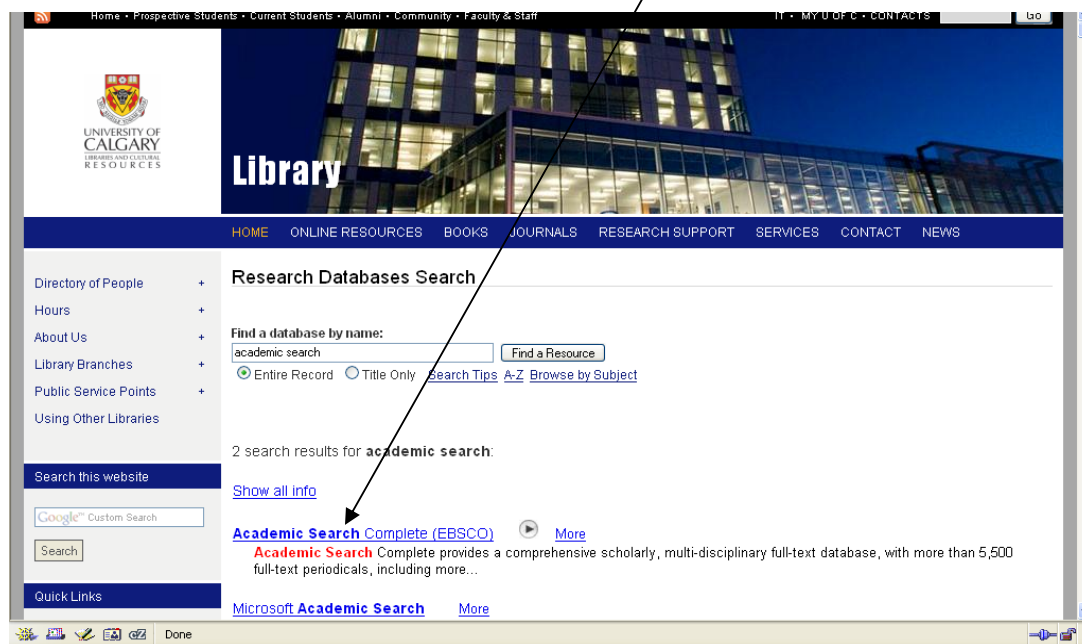 Home • Prospective Students • Current Students • Alumni • Community • Faculty & Staff IT • MY U OF C • CONTACTS Go
UNIVERSITY OF
CALGARY
LIBRARIES AND CULTURAL
RESOURCES
Library
HOME ONLINE RESOURCES BOOKS JOURNALS RESEARCH SUPPORT SERVICES CONTACT NEWS
Directory of People +
Hours +
About Us +
Library Branches +
Public Service Points +
Using Other Libraries
Search this website
Google™ Custom Search
Search
Quick Links
Research Databases Search
Find a database by name:
academic search Find a Resource
Entire Record Title Only Search Tips A-Z Browse by Subject
2 search results for academic search:
Show all info
Academic Search Complete (EBSCO) More
Academic Search Complete provides a comprehensive scholarly, multi-disciplinary full-text database, with more than 5,500
full-text periodicals, including more...
Microsoft Academic Search More
Done